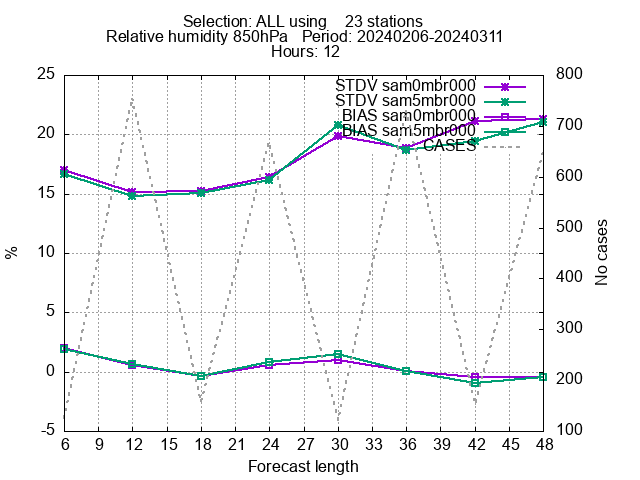 Selection: ALL using 23 stations
Relative humidity 850hPa Period: 20240206-20240311
Hours: 12
STDV sam0mbr000
STDV sam5mbr000
BIAS sam0mbr000
BIAS sam5mbr000
CASES
25
20
15
10
5
0
-5
%
800
700
600
500
400
300
200
100
No cases
6 9 12 15 18 21 24 27 30 33 36 39 42 45 48
Forecast length